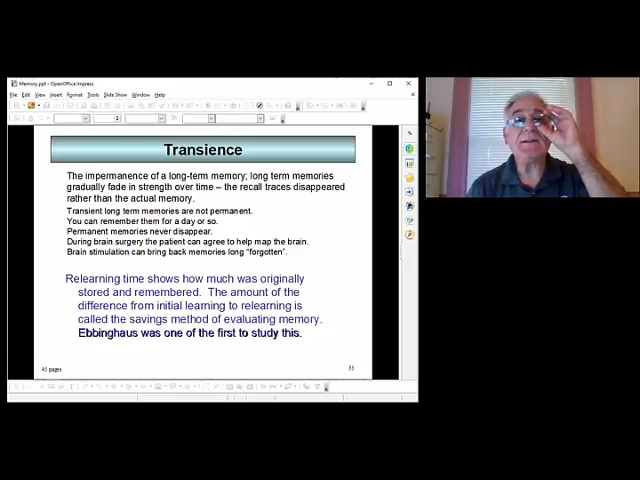 Memory.ppt - OpenOffice Impress
File Edit View Insert Format Tools Slide Show Window Help
Transience
The impermanence of a long-term memory; long term memories
gradually fade in strength over time – the recall traces disappeared
rather than the actual memory.
Transient long term memories are not permanent.
You can remember them for a day or so.
Permanent memories never disappear.
During brain surgery the patient can agree to help map the brain.
Brain stimulation can bring back memories long “forgotten”.
Relearning time shows how much was originally
stored and remembered. The amount of the
difference from initial learning to relearning is
called the savings method of evaluating memory.
Ebbinghaus was one of the first to study this.
45 pages